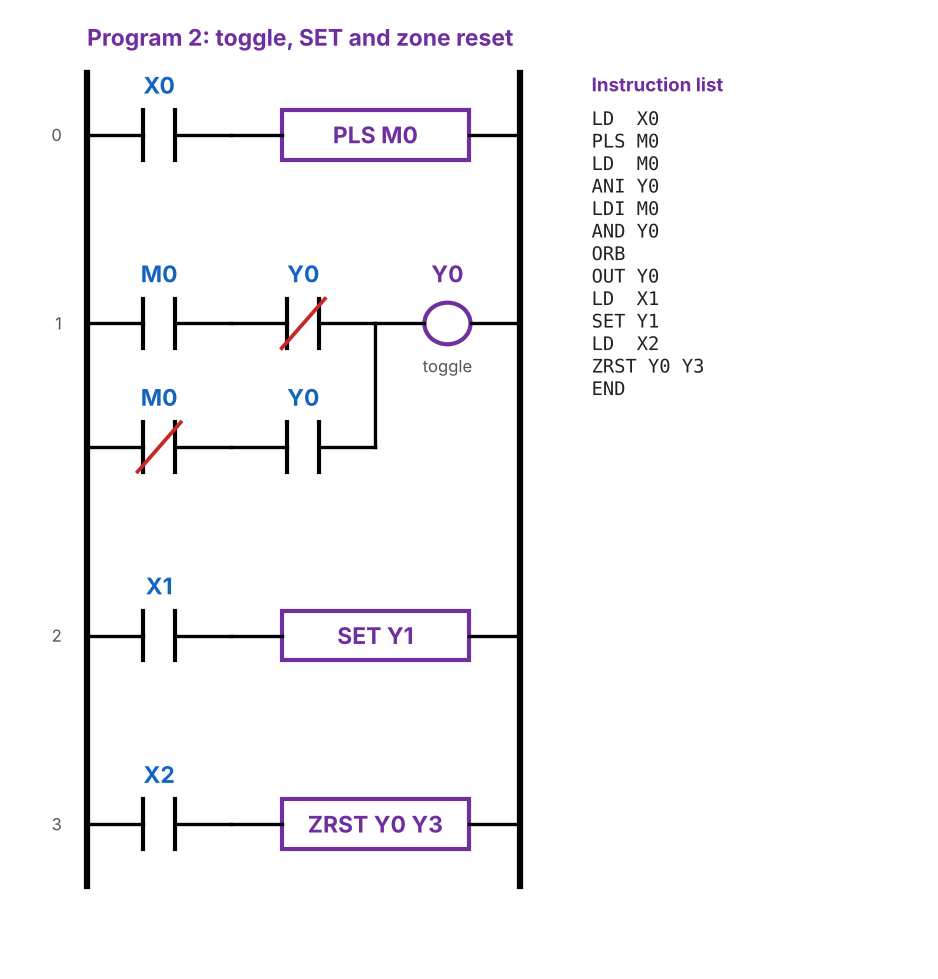 Program 2: toggle, SET and zone reset
X0
0
PLS M0
M0 Y0 Y0
1
toggle
M0 Y0
X1
2
SET Y1
X2
3
ZRST Y0 Y3
Instruction list
LD  X0
PLS M0
LD  M0
ANI Y0
LDI M0
AND Y0
ORB
OUT Y0
LD  X1
SET Y1
LD  X2
ZRST Y0 Y3
END